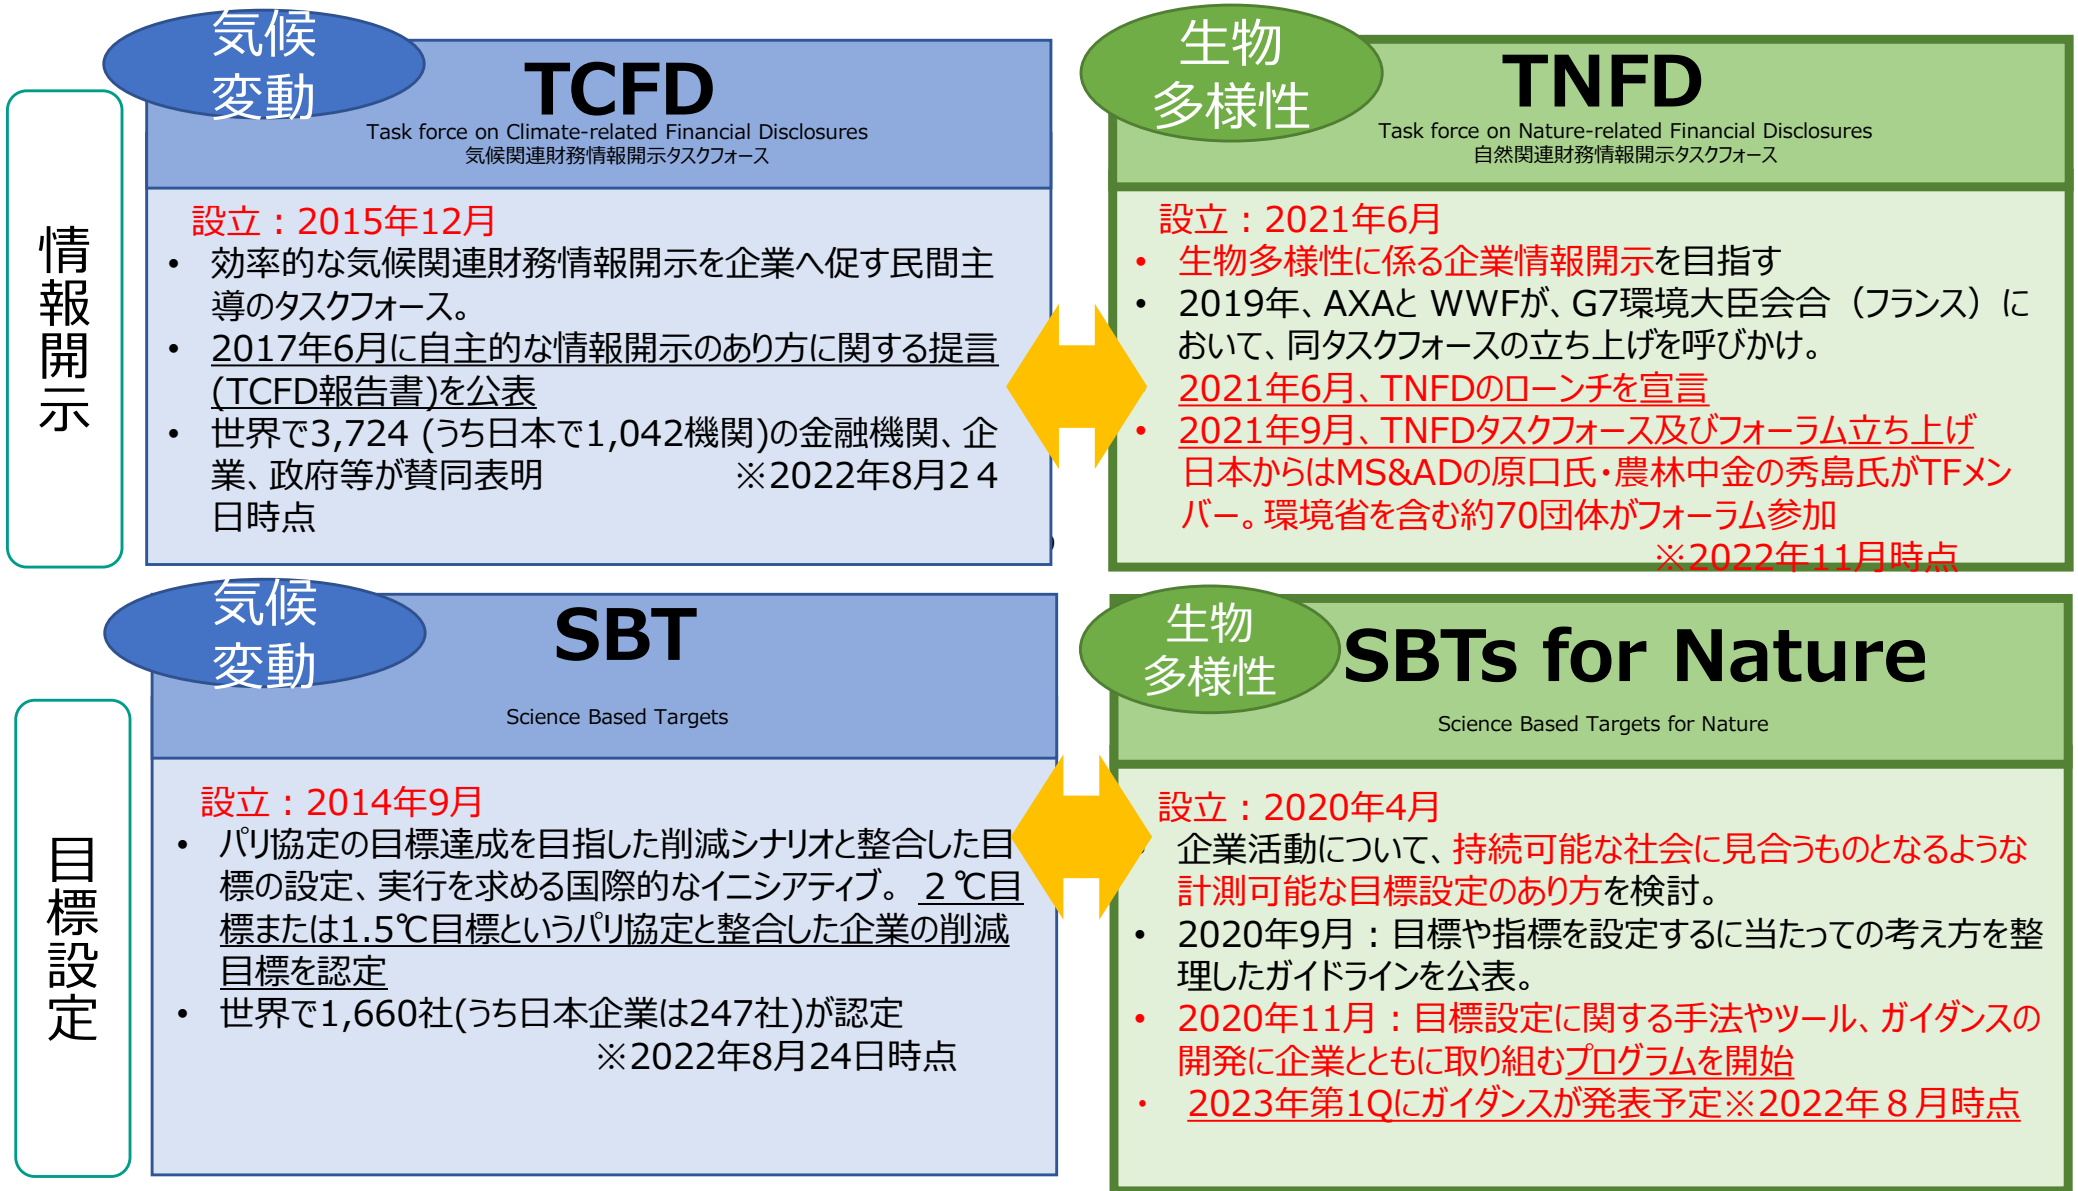 情報開示
気候
変動
TCFD
Task force on Climate-related Financial Disclosures
気候関連財務情報開示タスクフォース
設立：2015年12月
• 効率的な気候関連財務情報開示を企業へ促す民間主
導のタスクフォース。
• 2017年6月に自主的な情報開示のあり方に関する提言
(TCFD報告書)を公表
• 世界で3,724 (うち日本で1,042機関)の金融機関、企
業、政府等が賛同表明 ※2022年8月2４
日時点
生物
多様性
TNFD
Task force on Nature-related Financial Disclosures
自然関連財務情報開示タスクフォース
設立：2021年6月
• 生物多様性に係る企業情報開示を目指す
• 2019年、AXAと WWFが、G7環境大臣会合（フランス）に
おいて、同タスクフォースの立ち上げを呼びかけ。
2021年6月、TNFDのローンチを宣言
• 2021年9月、TNFDタスクフォース及びフォーラム立ち上げ
日本からはMS&ADの原口氏・農林中金の秀島氏がTFメン
バー。環境省を含む約70団体がフォーラム参加
※2022年11月時点
目標設定
気候
変動
SBT
Science Based Targets
設立：2014年9月
• パリ協定の目標達成を目指した削減シナリオと整合した目
標の設定、実行を求める国際的なイニシアティブ。 ２℃目
標または1.5℃目標というパリ協定と整合した企業の削減
目標を認定
• 世界で1,660社(うち日本企業は247社)が認定
※2022年8月24日時点
生物
多様性
SBTs for Nature
Science Based Targets for Nature
設立：2020年4月
• 企業活動について、持続可能な社会に見合うものとなるような
計測可能な目標設定のあり方を検討。
• 2020年9月：目標や指標を設定するに当たっての考え方を整
理したガイドラインを公表。
• 2020年11月：目標設定に関する手法やツール、ガイダンスの
開発に企業とともに取り組むプログラムを開始
・ 2023年第1Qにガイダンスが発表予定※2022年８月時点